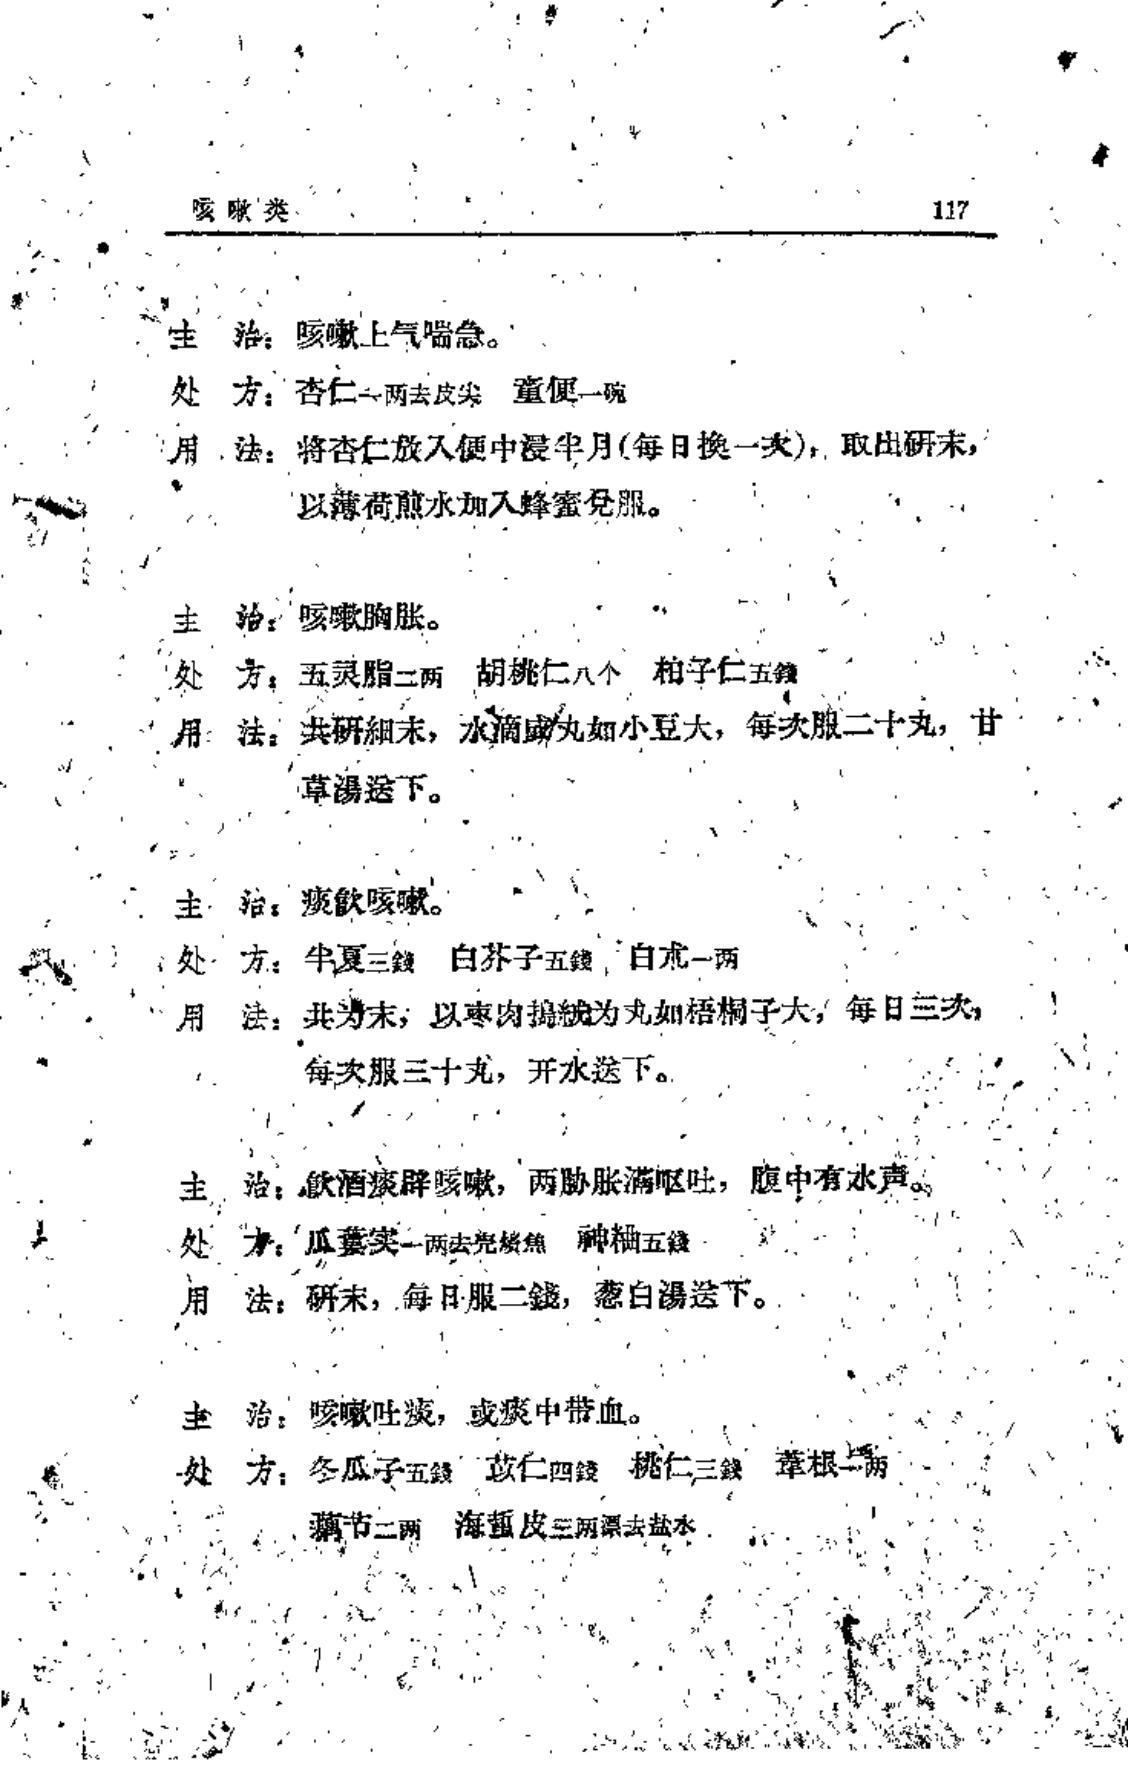 咳嗽类 117
主 治：咳嗽上气喘急。
处 方：杏仁一两去皮尖 童便一碗
用 法：将杏仁放入便中浸半月(每日换一次)，取出研末，
以薄荷煎水加入蜂蜜兑服。
主 治：咳嗽胸胀。
处 方：五灵脂二两 胡桃仁八个 柏子仁五錢
用 法：共研細末，水滴成丸如小豆大，每次服二十丸，甘
草湯送下。
主 治：痰飮咳嗽。
处 方：半夏三錢 白芥子五錢 白朮一两
用 法：共为末，以枣肉搗絨为丸如梧桐子大，每日三次，
每次服三十丸，开水送下。
主 治：飮酒痰辟咳嗽，两胁胀滿呕吐，腹中有水声。
处 方：瓜蔞实一两去壳焙焦 神柚五錢
用 法：研末，每日服二錢，葱白湯送下。
主 治：咳嗽吐痰，或痰中带血。
处 方：冬瓜子五錢 苡仁四錢 桃仁三錢 葦根一两
藕节二两 海蜇皮三两漂去盐水